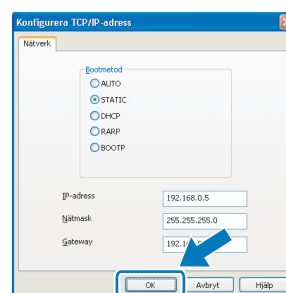 Konfigurera TCP/IP-adress
Nätverk
Bootmetod
AUTO
STATIC
DHCP
RARP
BOOTP
IP-adress 192.168.0.5
Nätmask 255.255.255.0
Gateway
OK Avbryt Hjälp